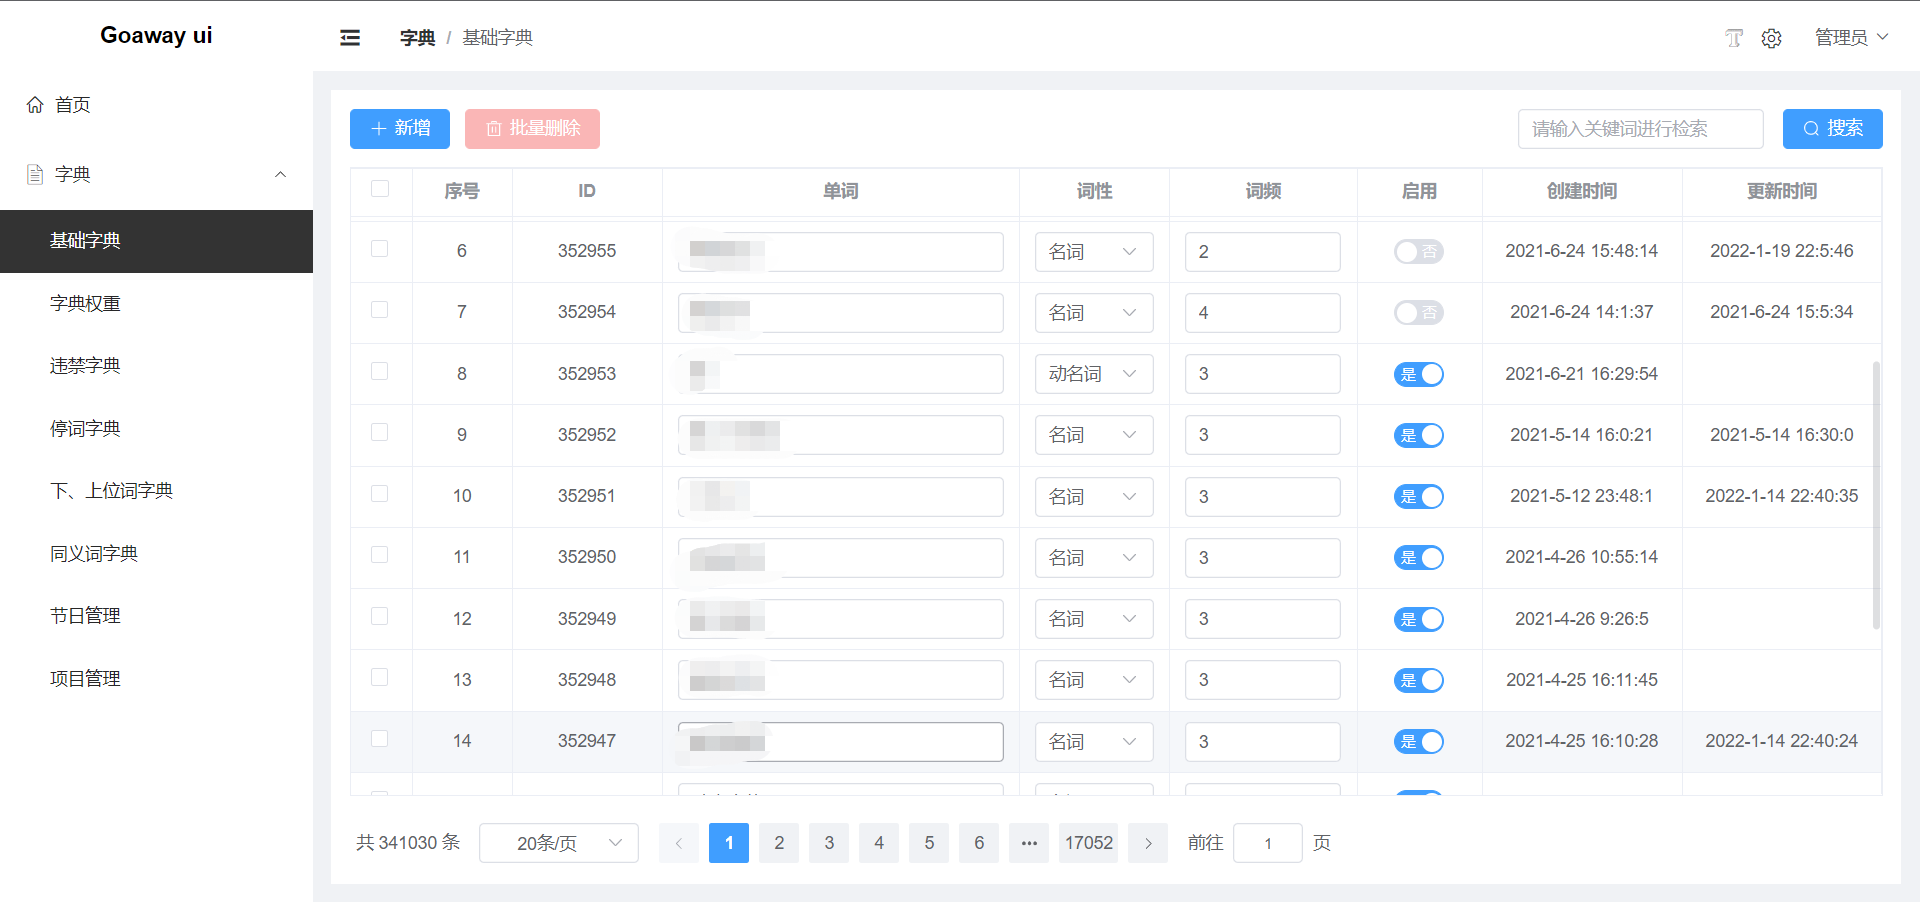 Goaway ui
字典 / 基础字典
管理员
首页
字典
基础字典
字典权重
违禁字典
停词字典
下、上位词字典
同义词字典
节日管理
项目管理
新增 批量删除
请输入关键词进行检索 搜索
序号 ID 单词 词性 词频 启用 创建时间 更新时间
6 352955 名词 2 否 2021-6-24 15:48:14 2022-1-19 22:5:46
7 352954 名词 4 否 2021-6-24 14:1:37 2021-6-24 15:5:34
8 352953 动名词 3 是 2021-6-21 16:29:54
9 352952 名词 3 是 2021-5-14 16:0:21 2021-5-14 16:30:0
10 352951 名词 3 是 2021-5-12 23:48:1 2022-1-14 22:40:35
11 352950 名词 3 是 2021-4-26 10:55:14
12 352949 名词 3 是 2021-4-26 9:26:5
13 352948 名词 3 是 2021-4-25 16:11:45
14 352947 名词 3 是 2021-4-25 16:10:28 2022-1-14 22:40:24
共 341030 条 20条/页 1 2 3 4 5 6 ••• 17052 前往 1 页